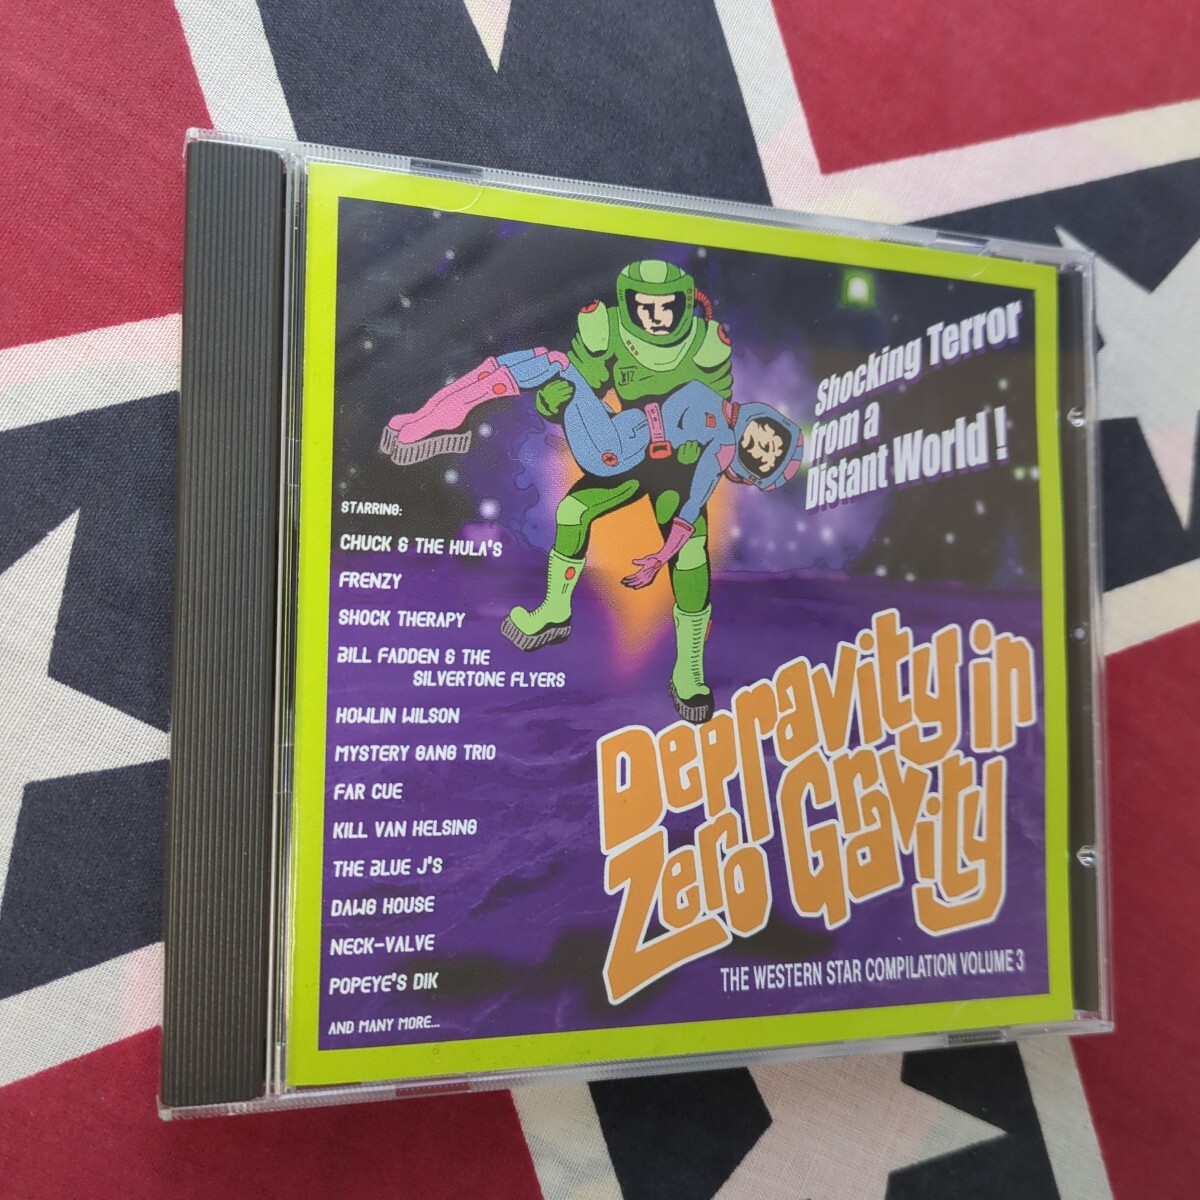 Shocking Terror
from a
Distant World!
STARRING:
CHUCK & THE HULA'S
FRENZY
SHOCK THERAPY
BILL FADDEN & THE
SILVERTONE FLYERS
HOWLIN WILSON
MYSTERY GANG TRIO
FAR CUE
KILL VAN HELSING
THE BLUE J'S
DAWG HOUSE
NECK-VALVE
POPEYE'S DIK
AND MANY MORE...
Depravity in
Zero Gravity
THE WESTERN STAR COMPILATION VOLUME 3